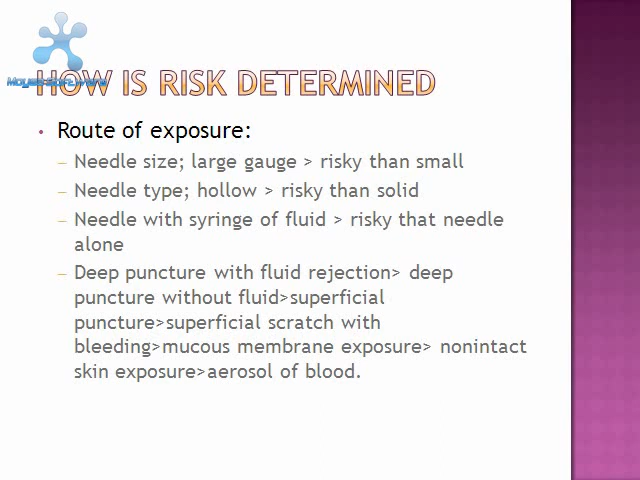 HOW IS RISK DETERMINED
• Route of exposure:
– Needle size; large gauge > risky than small
– Needle type; hollow > risky than solid
– Needle with syringe of fluid > risky that needle
alone
– Deep puncture with fluid rejection> deep
puncture without fluid>superficial
puncture>superficial scratch with
bleeding>mucous membrane exposure> nonintact
skin exposure>aerosol of blood.